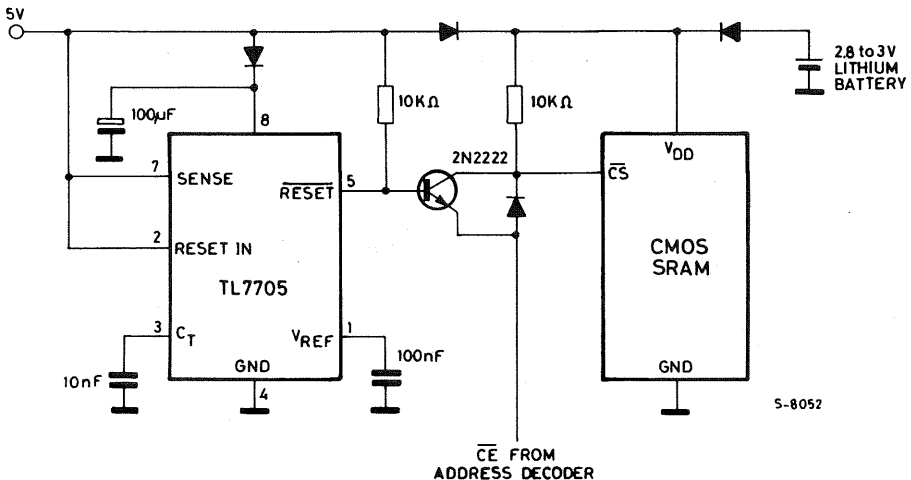 5V
2.8 to 3V
LITHIUM
BATTERY
100µF
10KΩ
10KΩ
8
2N2222
V_DD
7
SENSE
RESET
5
CS
2
RESET IN
TL7705
CMOS
SRAM
3
C_T
V_REF
1
10nF
100nF
GND
4
GND
S-8052
CE FROM
ADDRESS DECODER